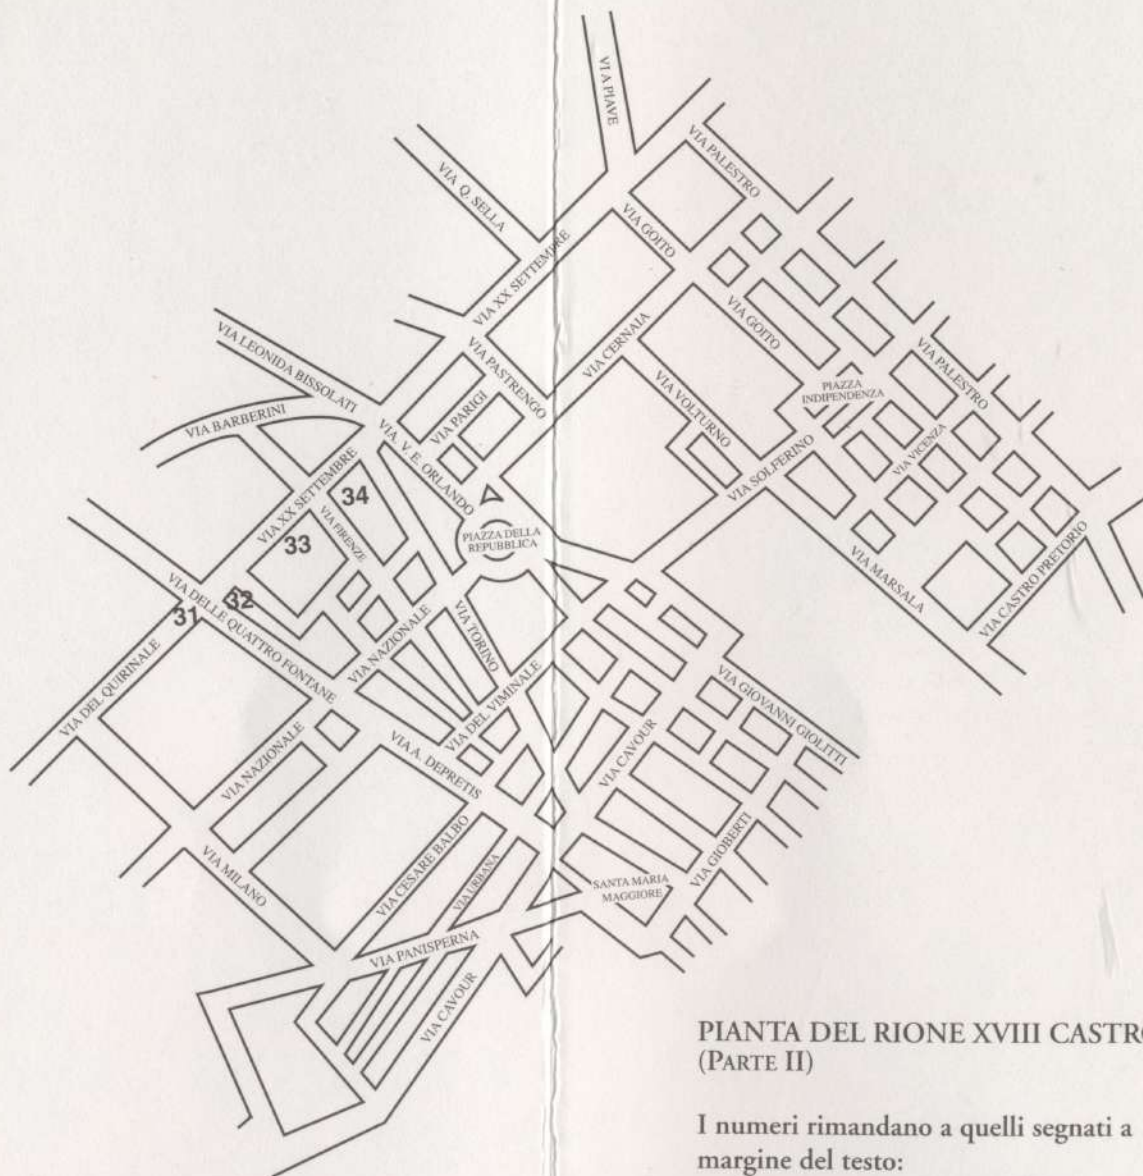 VIA PIAVE
VIA PALESTRO
VIA Q. SELLA
VIA GOITO
VIA XX SETTEMBRE
VIA LEONIDA BISSOLATI
VIA PASTRENGO
VIA CERNAIA
VIA GOITO
VIA PALESTRO
PIAZZA
INDIPENDENZA
VIA BARBERINI
VIA PARIGI
VIA VOLTURNO
VIA. V. E. ORLANDO
VIA VICENZA
VIA SOLFERINO
VIA XX SETTEMBRE
34
VIA FIRENZE
33
PIAZZA DELLA
REPUBBLICA
VIA MARSALA
VIA CASTRO PRETORIO
VIA DELLE QUATTRO FONTANE
32
31
VIA NAZIONALE
VIA TORINO
VIA DEL QUIRINALE
VIA DEL VIMINALE
VIA GIOVANNI GIOLITTI
VIA NAZIONALE
VIA A. DEPRETIS
VIA CAVOUR
VIA MILANO
VIA CESARE BALBO
VIA URBANA
VIA GIOBERTI
SANTA MARIA
MAGGIORE
VIA PANISPERNA
VIA CAVOUR
PIANTA DEL RIONE XVIII CASTRO
(PARTE II)
I numeri rimandano a quelli segnati a
margine del testo: